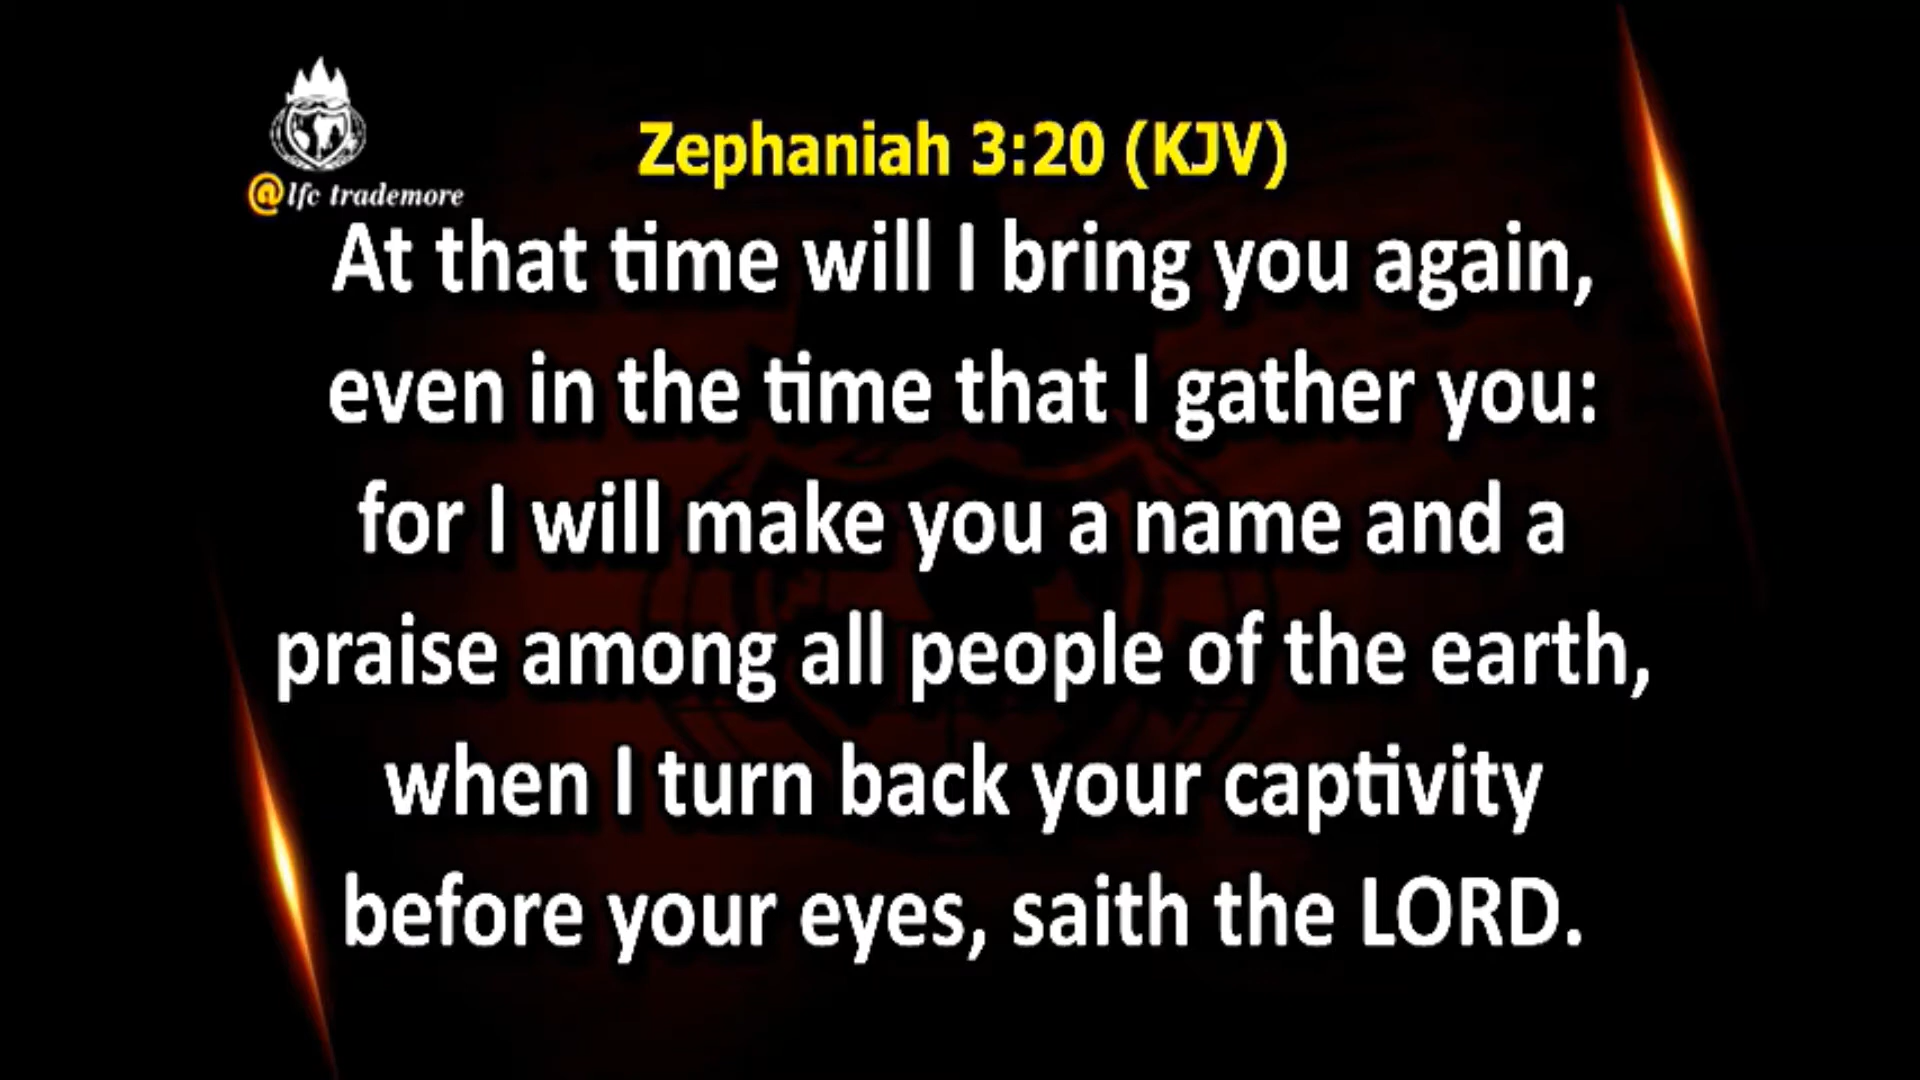 @lfc trademore
Zephaniah 3:20 (KJV)
At that time will I bring you again,
even in the time that I gather you:
for I will make you a name and a
praise among all people of the earth,
when I turn back your captivity
before your eyes, saith the LORD.